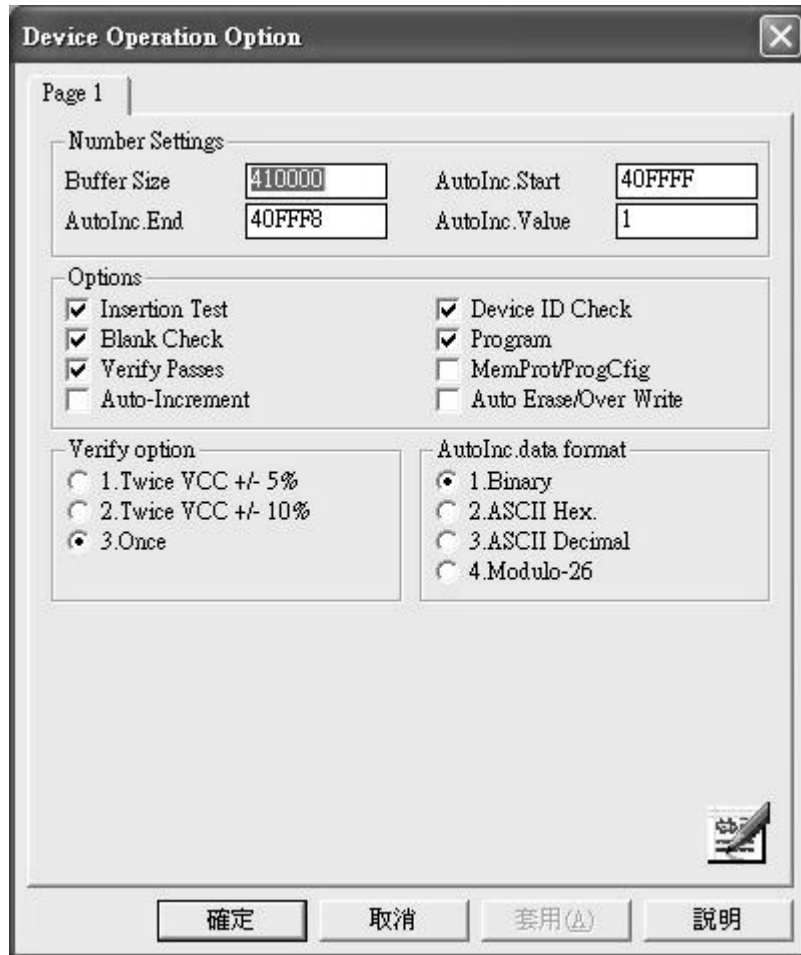 Device Operation Option
Page 1
Number Settings
Buffer Size 410000 AutoInc.Start 40FFFF
AutoInc.End 40FFF8 AutoInc.Value 1
Options
Insertion Test Device ID Check
Blank Check Program
Verify Passes MemProt/ProgCfig
Auto-Increment Auto Erase/Over Write
Verify option AutoInc.data format
1.Twice VCC +/- 5% 1.Binary
2.Twice VCC +/- 10% 2.ASCII Hex.
3.Once 3.ASCII Decimal
4.Modulo-26
確定 取消 套用(A) 說明